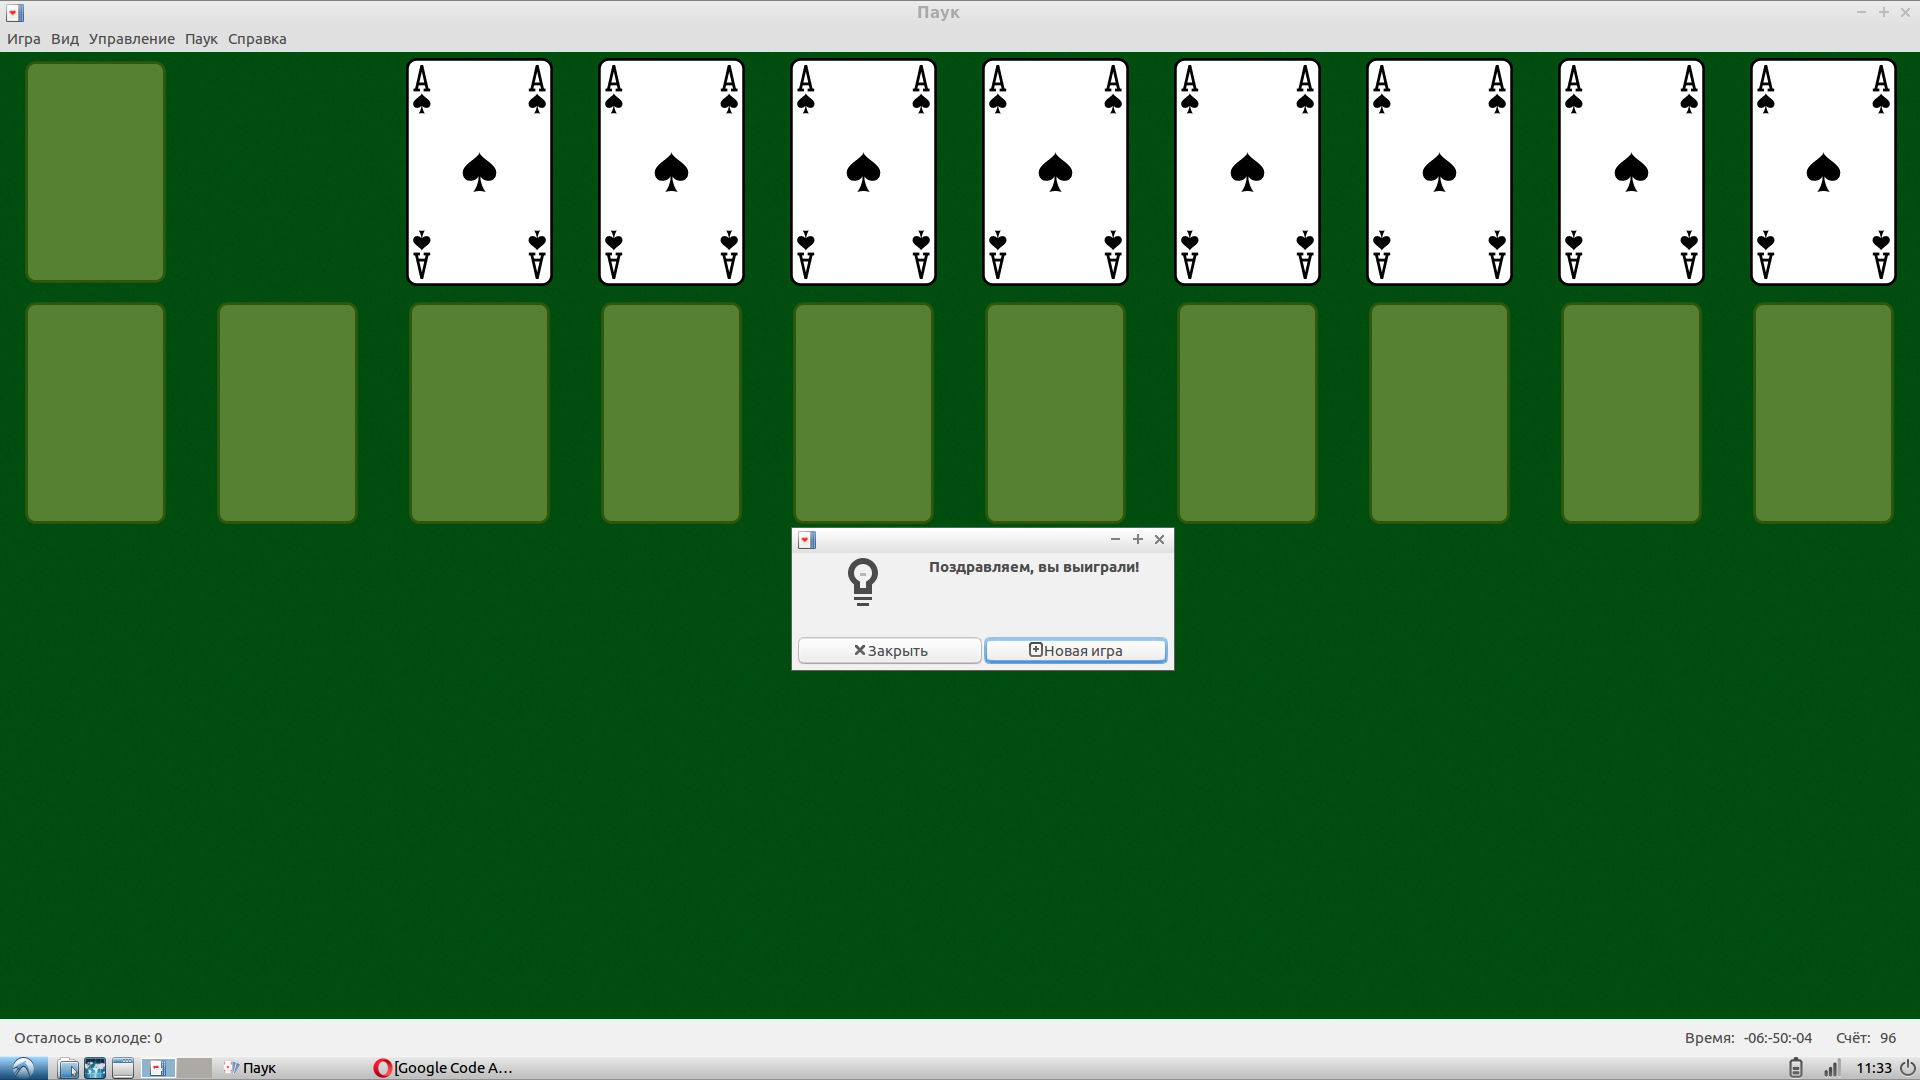 Паук
Игра Вид Управление Паук Справка
A A A A A A A A A A A A A A A A
A A A A A A A A A A A A A A A A
Поздравляем, вы выиграли!
Закрыть Новая игра
Осталось в колоде: 0 Время: -06:-50:-04 Счёт: 96
Паук [Google Code A... 11:33